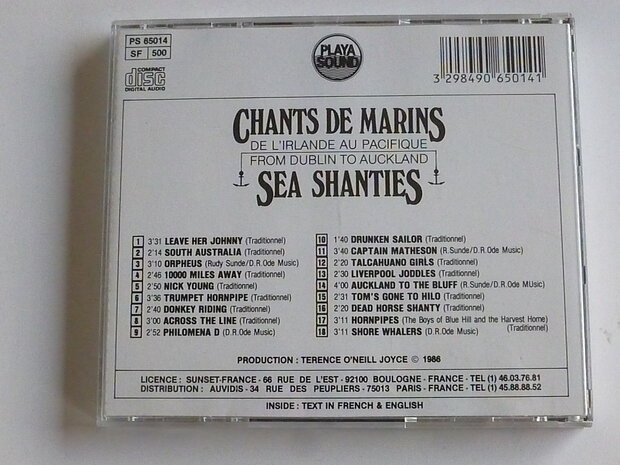 PS 65014
SF 500
COMPACT
disc
DIGITAL AUDIO
PLAYA
SOUND
3 298490 650141
CHANTS DE MARINS
DE L'IRLANDE AU PACIFIQUE
FROM DUBLIN TO AUCKLAND
SEA SHANTIES
1 3'31 LEAVE HER JOHNNY (Traditionnel)
2 2'14 SOUTH AUSTRALIA (Traditionnel)
3 3'10 ORPHEUS (Rudy Sunde/D.R.Ode Music)
4 2'46 10000 MILES AWAY (Traditionnel)
5 2'50 NICK YOUNG (Traditionnel)
6 3'36 TRUMPET HORNPIPE (Traditionnel)
7 2'40 DONKEY RIDING (Traditionnel)
8 3'00 ACROSS THE LINE (Traditionnel)
9 2'52 PHILOMENA D (D.R.Ode Music)
10 1'40 DRUNKEN SAILOR (Traditionnel)
11 3'40 CAPTAIN MATHESON (R.Sunde/D.R.Ode Music)
12 2'20 TALCAHUANO GIRLS (Traditionnel)
13 2'30 LIVERPOOL JODDLES (Traditionnel)
14 4'00 AUCKLAND TO THE BLUFF (R.Sunde/D.R.Ode Music)
15 2'31 TOM'S GONE TO HILO (Traditionnel)
16 2'20 DEAD HORSE SHANTY (Traditionnel)
17 3'11 HORNPIPES (The Boys of Blue Hill and the Harvest Home)
(Traditionnel)
18 3'11 SHORE WHALERS (D.R.Ode Music)
PRODUCTION : TERENCE O'NEILL JOYCE © 1986
LICENCE : SUNSET-FRANCE - 66 RUE DE L'EST - 92100 BOULOGNE - FRANCE - TEL (1) 46.03.76.81
DISTRIBUTION : AUVIDIS - 34 RUE DES PEUPLIERS - 75013 PARIS - FRANCE - TEL (1) 45.88.88.52
INSIDE : TEXT IN FRENCH & ENGLISH